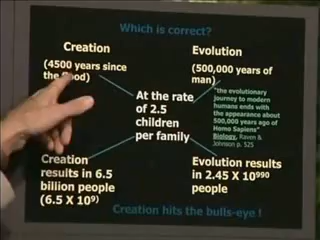 Which is correct?
Creation
(4500 years since
the flood)
Evolution
(500,000 years of
man)
"the evolutionary
journey to modern
humans ends with
the appearance about
500,000 years ago of
Homo Sapiens"
Biology, Raven &
Johnson p. 525
At the rate
of 2.5
children
per family
Creation
results in 6.5
billion people
(6.5 X 10⁹)
Evolution results
in 2.45 X 10⁹⁹⁰
people
Creation hits the bulls-eye !